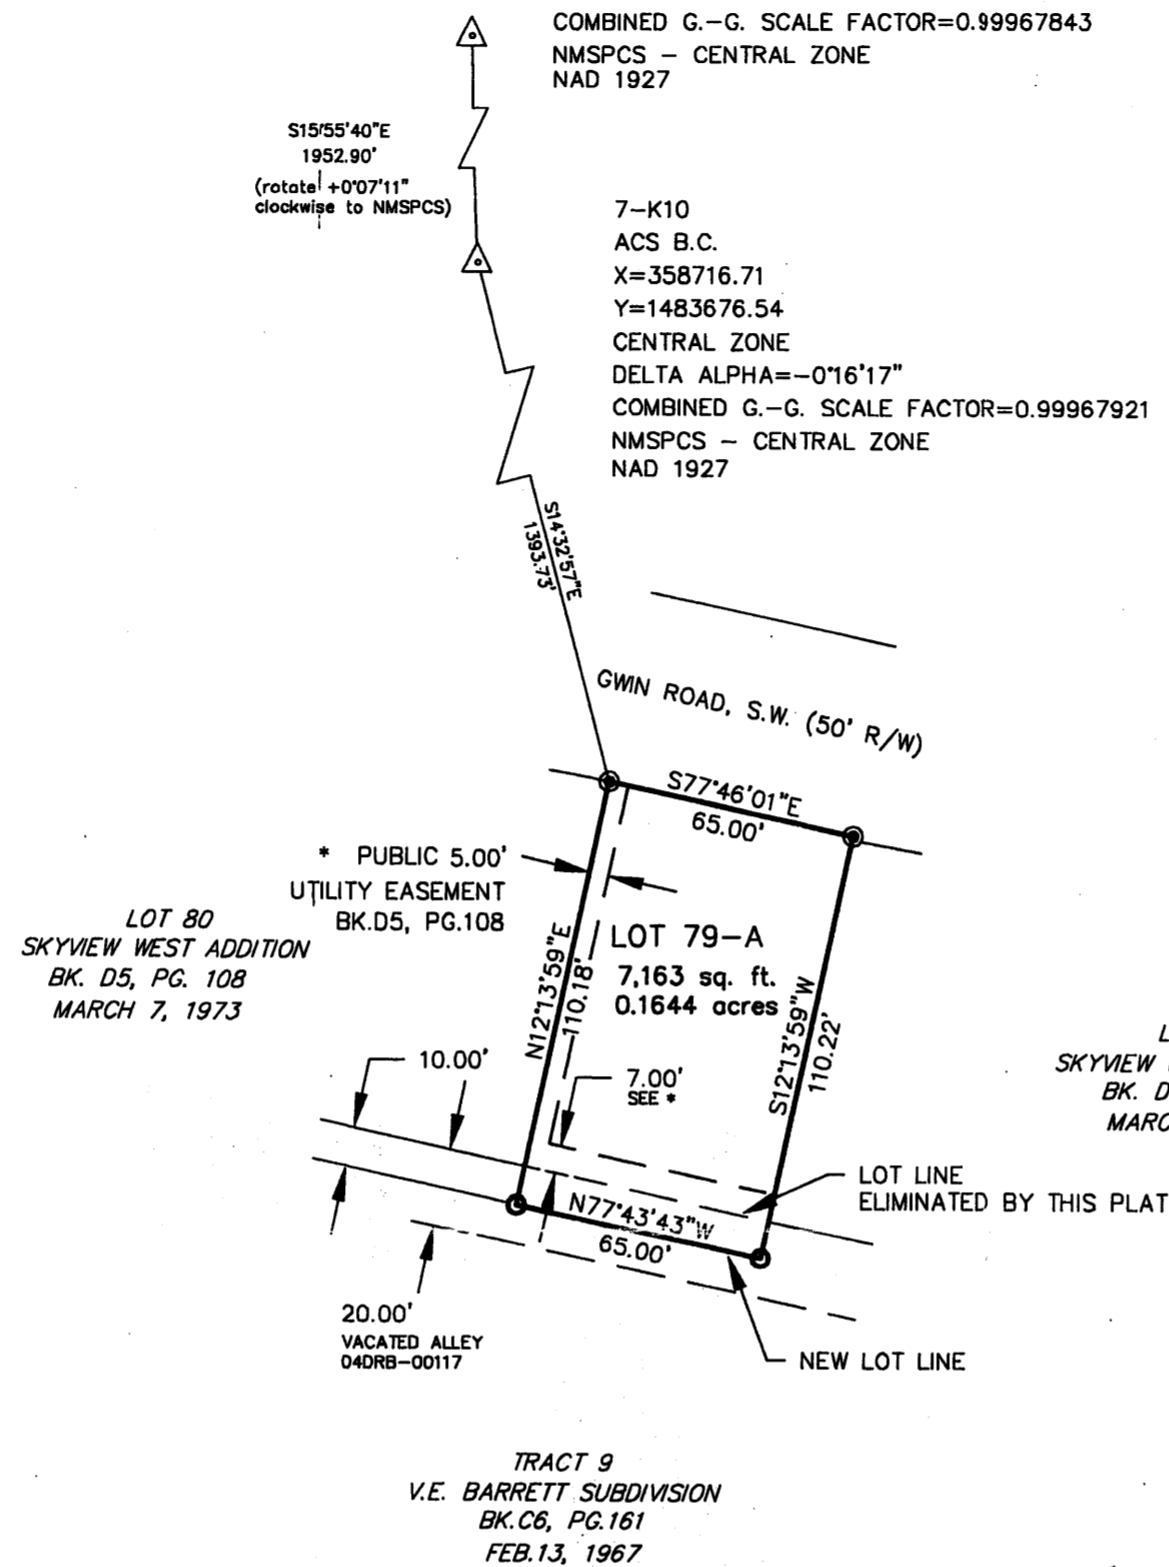 COMBINED G.-G. SCALE FACTOR=0.99967843
NMSPCS - CENTRAL ZONE
NAD 1927
S15°55'40"E
1952.90'
(rotate +0°07'11"
clockwise to NMSPCS)
7-K10
ACS B.C.
X=358716.71
Y=1483676.54
CENTRAL ZONE
DELTA ALPHA=-0°16'17"
COMBINED G.-G. SCALE FACTOR=0.99967921
NMSPCS - CENTRAL ZONE
NAD 1927
S14°32'57"E
1393.73'
GWIN ROAD, S.W. (50' R/W)
S77°46'01"E
65.00'
* PUBLIC 5.00'
UTILITY EASEMENT
BK.D5, PG.108
LOT 80
SKYVIEW WEST ADDITION
BK. D5, PG. 108
MARCH 7, 1973
LOT 79-A
7,163 sq. ft.
0.1644 acres
N12°13'59"E
110.18'
S12°13'59"W
110.22'
10.00'
7.00'
SEE *
L
SKYVIEW
BK. D
MARC
LOT LINE
ELIMINATED BY THIS PLAT
N77°43'43"W
65.00'
20.00'
VACATED ALLEY
04DRB-00117
NEW LOT LINE
TRACT 9
V.E. BARRETT SUBDIVISION
BK.C6, PG.161
FEB.13, 1967